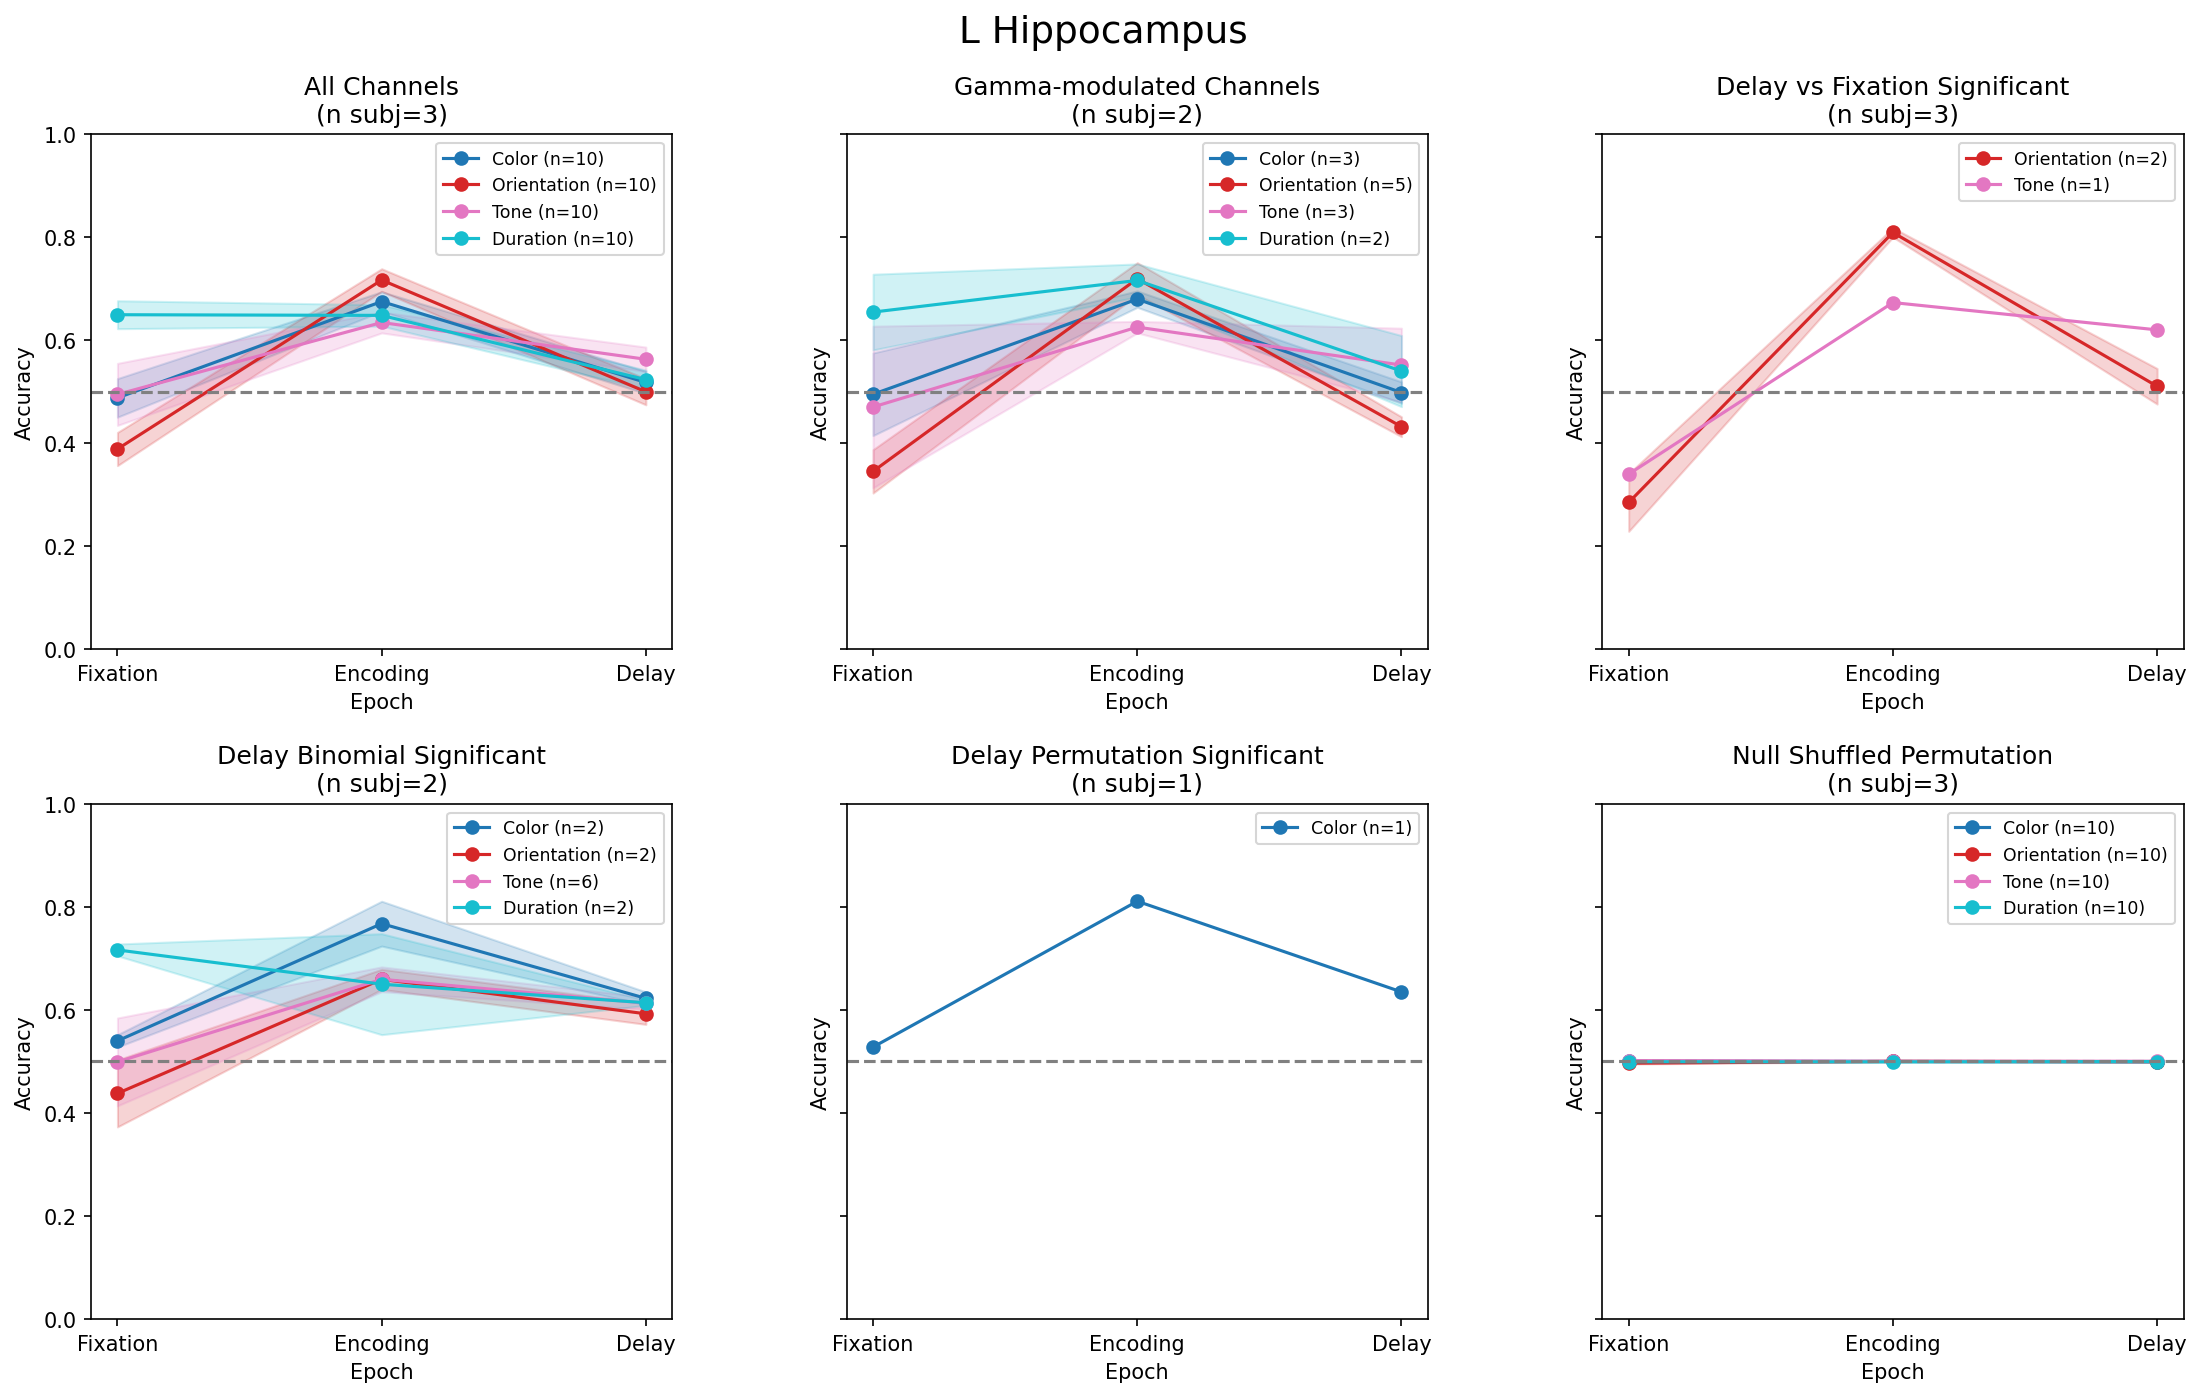 L Hippocampus
All Channels
(n subj=3)
Color (n=10)
Orientation (n=10)
Tone (n=10)
Duration (n=10)
1.0
0.8
0.6
0.4
0.2
0.0
Accuracy
Fixation Encoding Delay
Epoch
Gamma-modulated Channels
(n subj=2)
Color (n=3)
Orientation (n=5)
Tone (n=3)
Duration (n=2)
Accuracy
Fixation Encoding Delay
Epoch
Delay vs Fixation Significant
(n subj=3)
Orientation (n=2)
Tone (n=1)
Accuracy
Fixation Encoding Delay
Epoch
Delay Binomial Significant
(n subj=2)
Color (n=2)
Orientation (n=2)
Tone (n=6)
Duration (n=2)
1.0
0.8
0.6
0.4
0.2
0.0
Accuracy
Fixation Encoding Delay
Epoch
Delay Permutation Significant
(n subj=1)
Color (n=1)
Accuracy
Fixation Encoding Delay
Epoch
Null Shuffled Permutation
(n subj=3)
Color (n=10)
Orientation (n=10)
Tone (n=10)
Duration (n=10)
Accuracy
Fixation Encoding Delay
Epoch